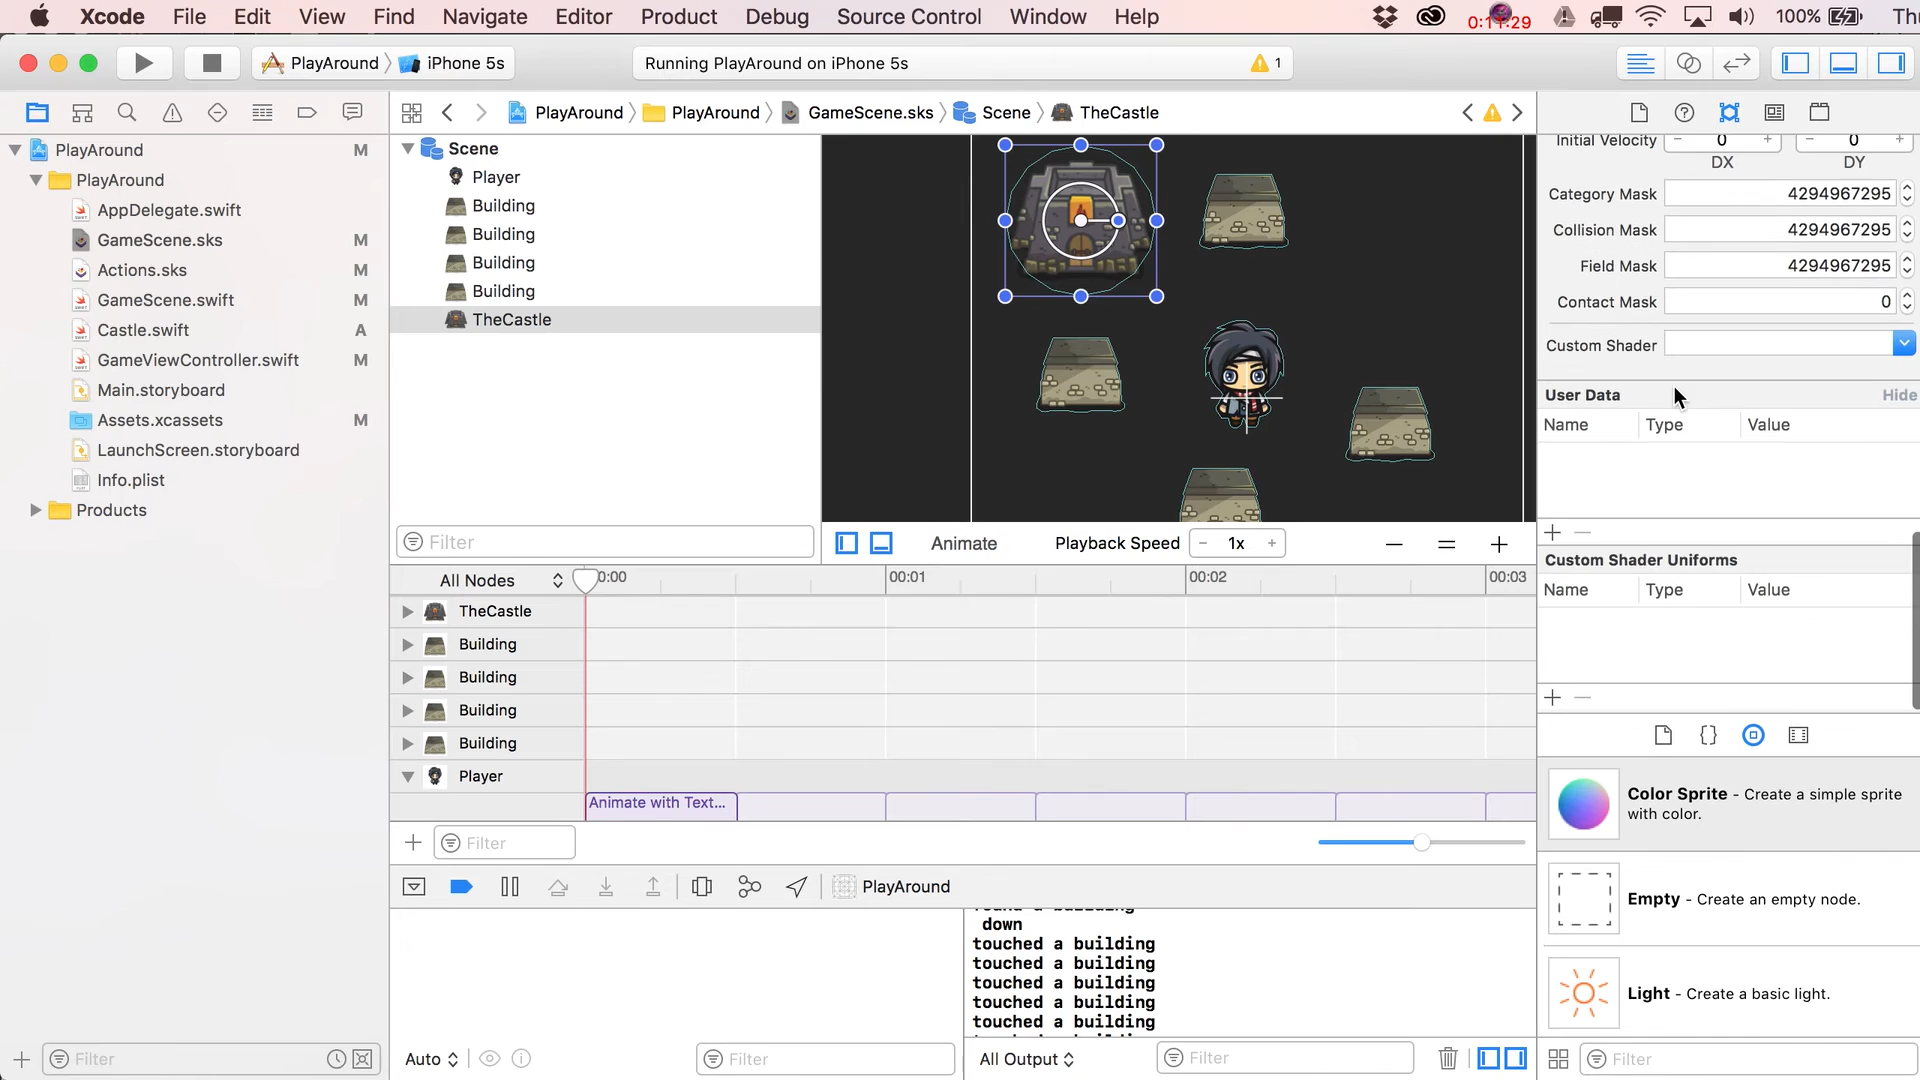 Xcode File Edit View Find Navigate Editor Product Debug Source Control Window Help 0:11:29 100% Thu
PlayAround iPhone 5s Running PlayAround on iPhone 5s 1
PlayAround PlayAround GameScene.sks Scene TheCastle
PlayAround M
PlayAround
AppDelegate.swift
GameScene.sks M
Actions.sks M
GameScene.swift M
Castle.swift A
GameViewController.swift M
Main.storyboard
Assets.xcassets M
LaunchScreen.storyboard
Info.plist
Products
Filter
Scene
Player
Building
Building
Building
Building
TheCastle
Filter
Animate Playback Speed 1x
All Nodes 0:00 00:01 00:02 00:03
TheCastle
Building
Building
Building
Building
Player
Animate with Text...
Filter
PlayAround
down
touched a building
touched a building
touched a building
touched a building
touched a building
Auto Filter All Output Filter
Initial Velocity 0 0
DX DY
Category Mask 4294967295
Collision Mask 4294967295
Field Mask 4294967295
Contact Mask 0
Custom Shader
User Data Hide
Name Type Value
Custom Shader Uniforms
Name Type Value
Color Sprite - Create a simple sprite
with color.
Empty - Create an empty node.
Light - Create a basic light.
Filter